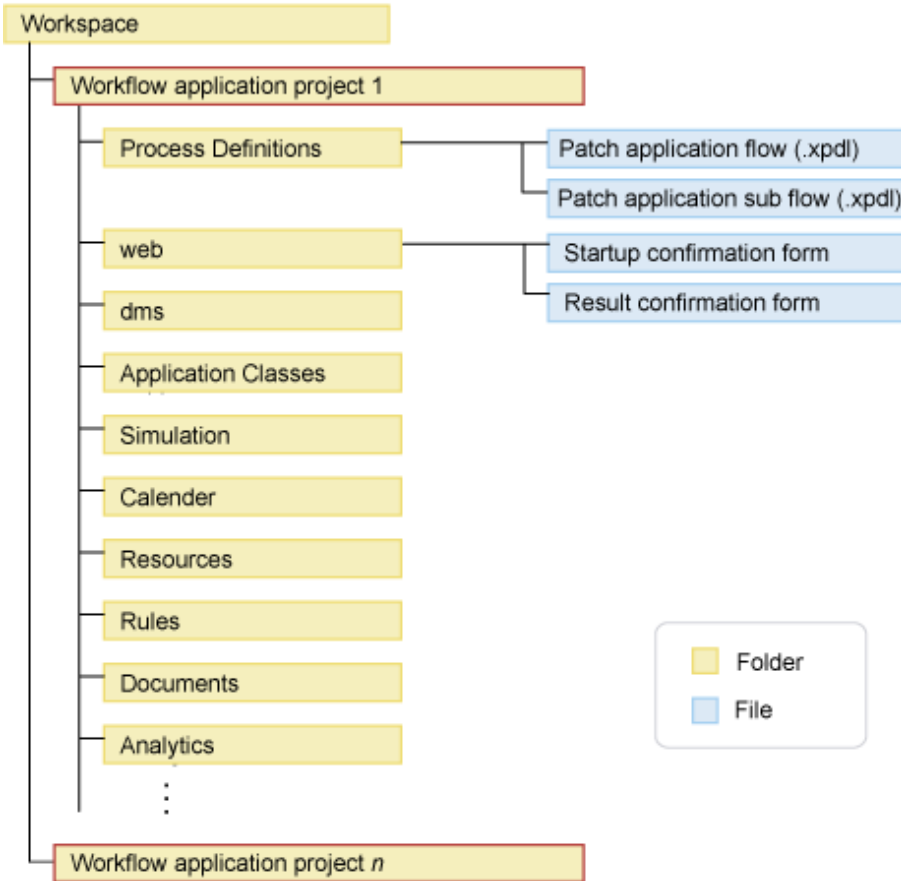 Workspace
Workflow application project 1
Process Definitions
Patch application flow (.xpdl)
Patch application sub flow (.xpdl)
web
Startup confirmation form
Result confirmation form
dms
Application Classes
Simulation
Calender
Resources
Rules
Documents
Analytics
Folder
File
Workflow application project n